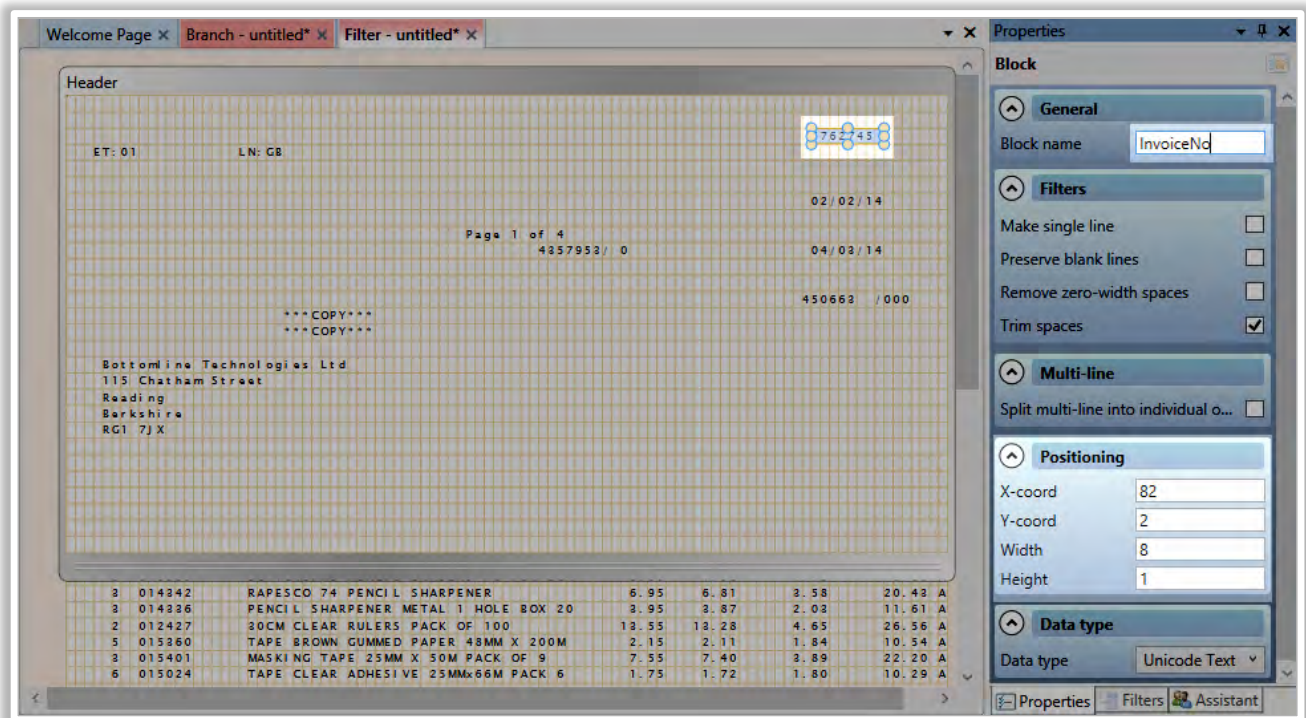 Welcome Page × Branch - untitled* × Filter - untitled* ×
Header
762745
ET: 01 LN: GB
02/02/14
Page 1 of 4
4357953/ 0 04/03/14
450663 /000
***COPY***
***COPY***
Bottomline Technologies Ltd
115 Chatham Street
Reading
Berkshire
RG1 7JX
3 014342 RAPESCO 74 PENCIL SHARPENER 6.95 6.81 3.58 20.43 A
3 014336 PENCIL SHARPENER METAL 1 HOLE BOX 20 3.95 3.87 2.03 11.61 A
2 012427 30CM CLEAR RULERS PACK OF 100 13.55 13.28 4.65 26.56 A
5 015360 TAPE BROWN GUMMED PAPER 48MM X 200M 2.15 2.11 1.84 10.54 A
3 015401 MASKING TAPE 25MM X 50M PACK OF 9 7.55 7.40 3.89 22.20 A
6 015024 TAPE CLEAR ADHESIVE 25MMx66M PACK 6 1.75 1.72 1.80 10.29 A
Properties
Block
General
Block name InvoiceNo
Filters
Make single line
Preserve blank lines
Remove zero-width spaces
Trim spaces
Multi-line
Split multi-line into individual o...
Positioning
X-coord 82
Y-coord 2
Width 8
Height 1
Data type
Data type Unicode Text
Properties Filters Assistant